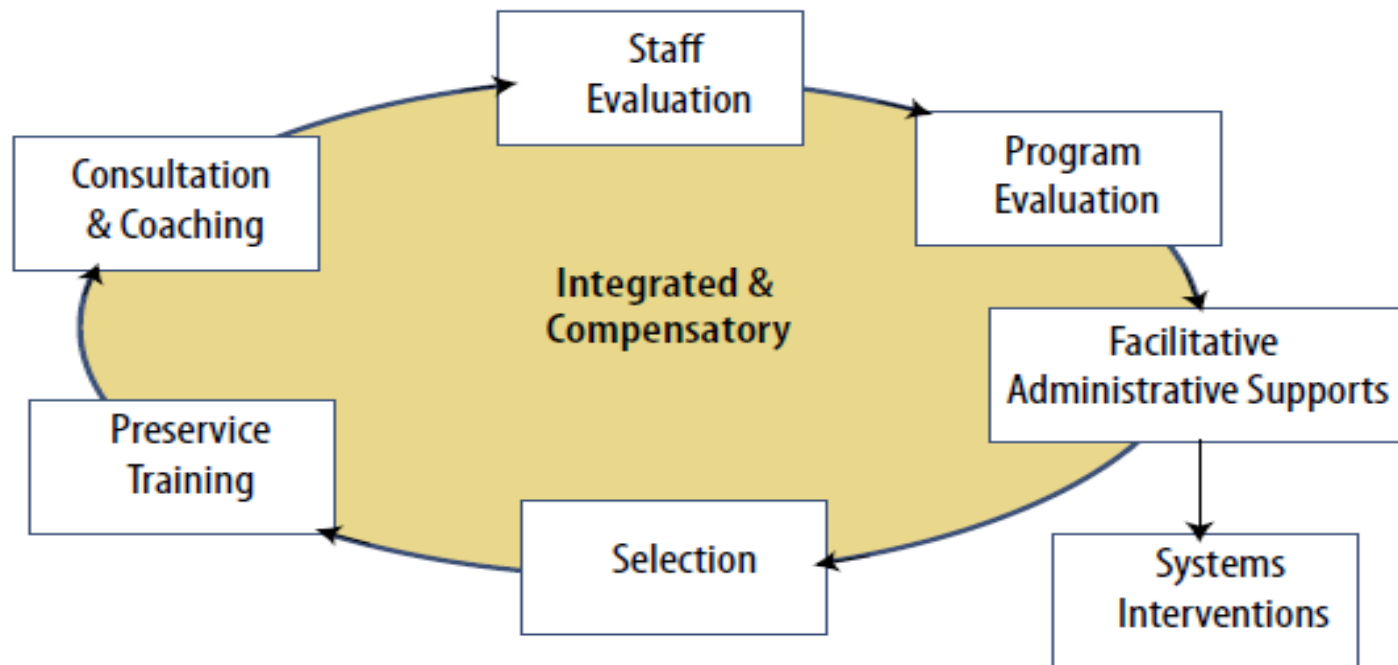 Staff
Evaluation
Program
Evaluation
Consultation
& Coaching
Integrated &
Compensatory
Facilitative
Administrative Supports
Preservice
Training
Selection
Systems
Interventions